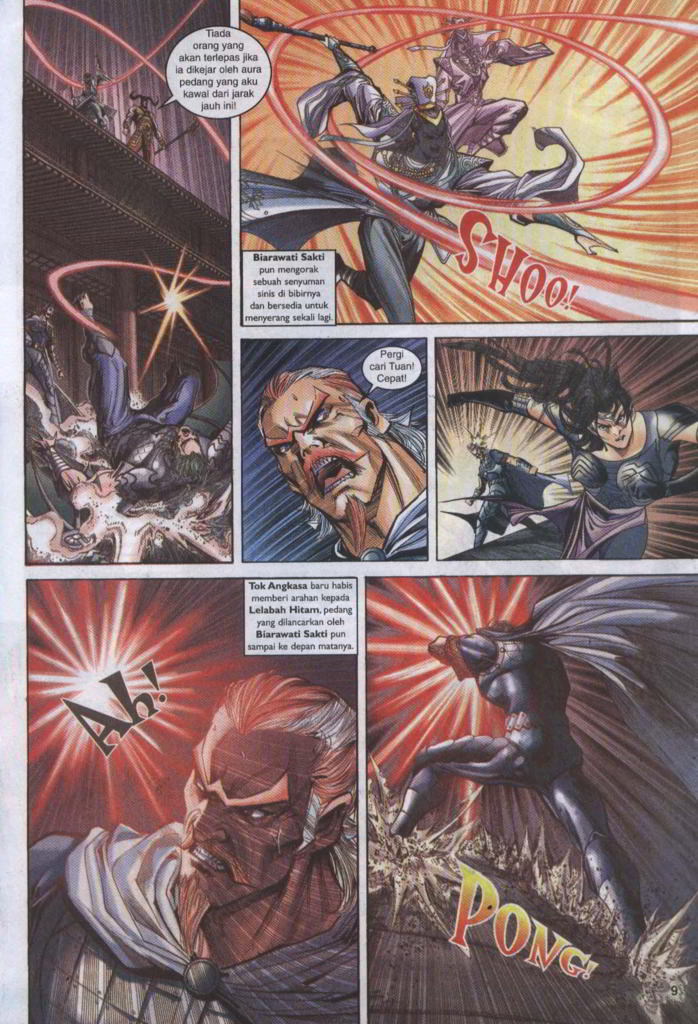 Tiada
orang yang
akan terlepas jika
ia dikejar oleh aura
pedang yang aku
kawal dari jarak
jauh ini!
Biarawati Sakti
pun mengorak
sebuah senyuman
sinis di bibirnya
dan bersedia untuk
menyerang sekali lagi.
SHOO!
Pergi
cari Tuan!
Cepat!
Tok Angkasa baru habis
memberi arahan kepada
Lelabah Hitam, pedang
yang dilancarkan oleh
Biarawati Sakti pun
sampai ke depan matanya.
Ah!
PONG!
9